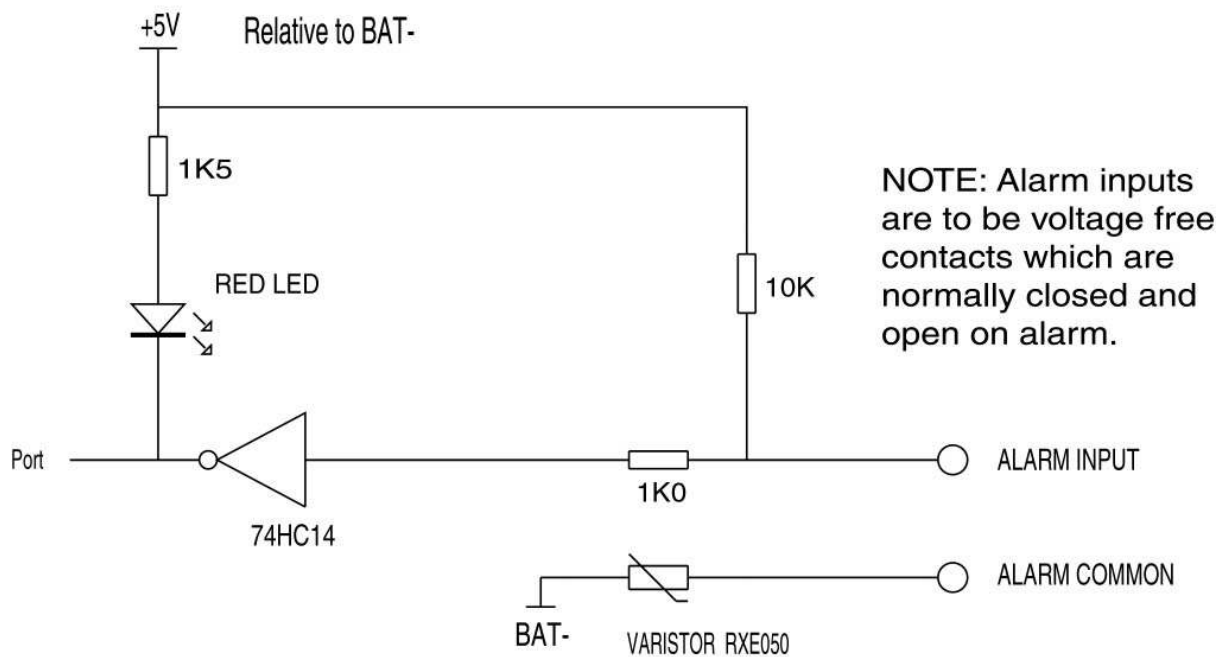 +5V
Relative to BAT-
1K5
RED LED
10K
NOTE: Alarm inputs
are to be voltage free
contacts which are
normally closed and
open on alarm.
Port
74HC14
1K0
ALARM INPUT
ALARM COMMON
BAT-
VARISTOR RXE050